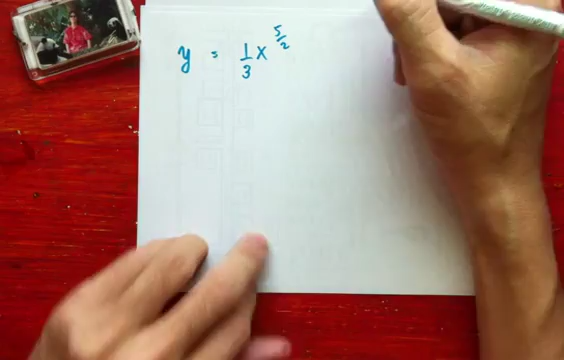 y = 1/3 x^5/2